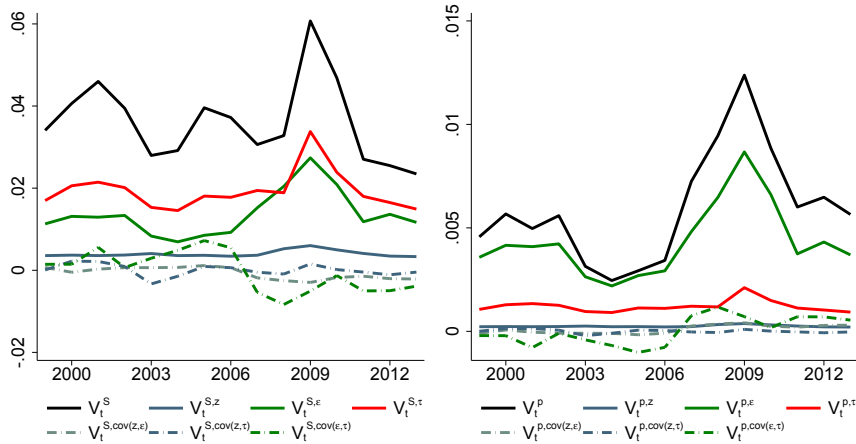 .06
.04
.02
0
-.02
2000 2003 2006 2009 2012
V_t^S V_t^{S,z} V_t^{S,ε} V_t^{S,τ}
V_t^{S,cov(z,ε)} V_t^{S,cov(z,τ)} V_t^{S,cov(ε,τ)}
.015
.01
.005
0
2000 2003 2006 2009 2012
V_t^p V_t^{p,z} V_t^{p,ε} V_t^{p,τ}
V_t^{p,cov(z,ε)} V_t^{p,cov(z,τ)} V_t^{p,cov(ε,τ)}